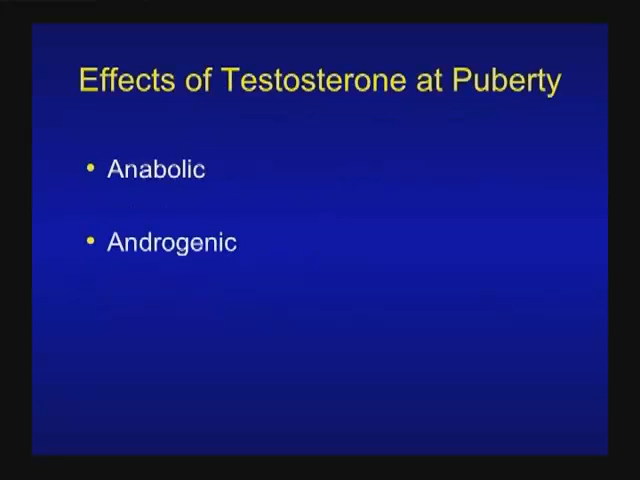 Effects of Testosterone at Puberty
• Anabolic
• Androgenic